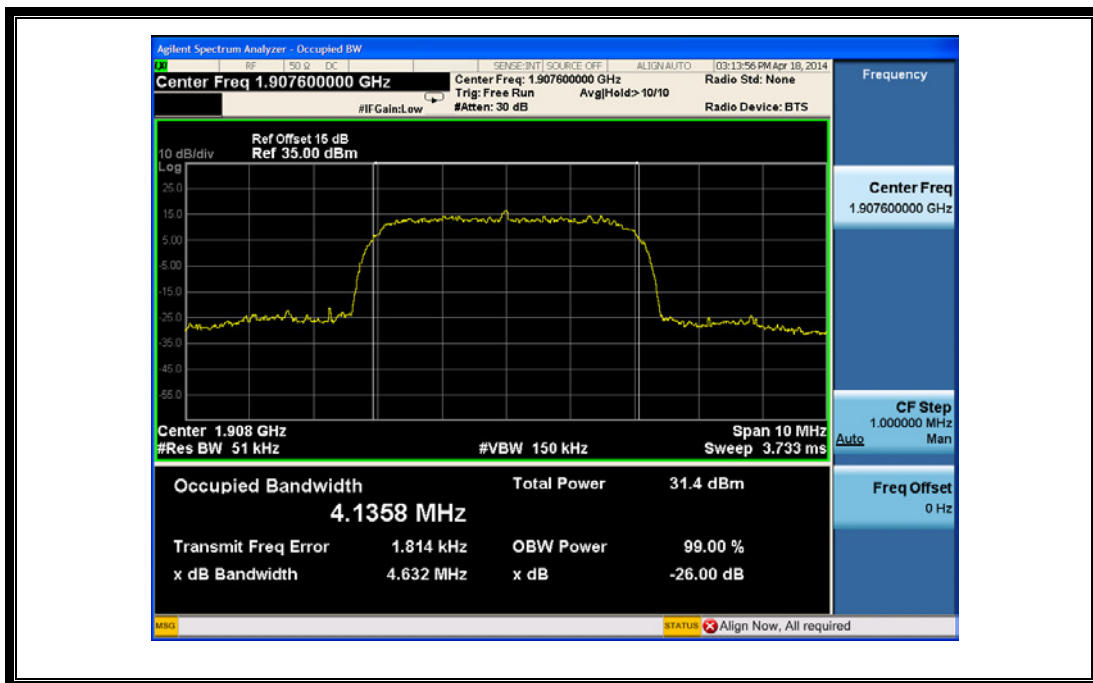 Agilent Spectrum Analyzer - Occupied BW
RF 50 Ω DC SENSE:INT SOURCE OFF ALIGN AUTO 03:13:56 PM Apr 18, 2014
Center Freq 1.907600000 GHz
Center Freq: 1.907600000 GHz
Radio Std: None
Trig: Free Run
Avg|Hold:>10/10
#IFGain:Low
#Atten: 30 dB
Radio Device: BTS
Ref Offset 15 dB
10 dB/div
Ref 35.00 dBm
Log
25.0
15.0
5.00
-5.00
-15.0
-25.0
-35.0
-45.0
-55.0
Center 1.908 GHz
Span 10 MHz
#Res BW 51 kHz
#VBW 150 kHz
Sweep 3.733 ms
Occupied Bandwidth
Total Power
31.4 dBm
4.1358 MHz
Transmit Freq Error
1.814 kHz
OBW Power
99.00 %
x dB Bandwidth
4.632 MHz
x dB
-26.00 dB
Frequency
Center Freq
1.907600000 GHz
CF Step
1.000000 MHz
Auto
Man
Freq Offset
0 Hz
MSG
STATUS
Align Now, All required